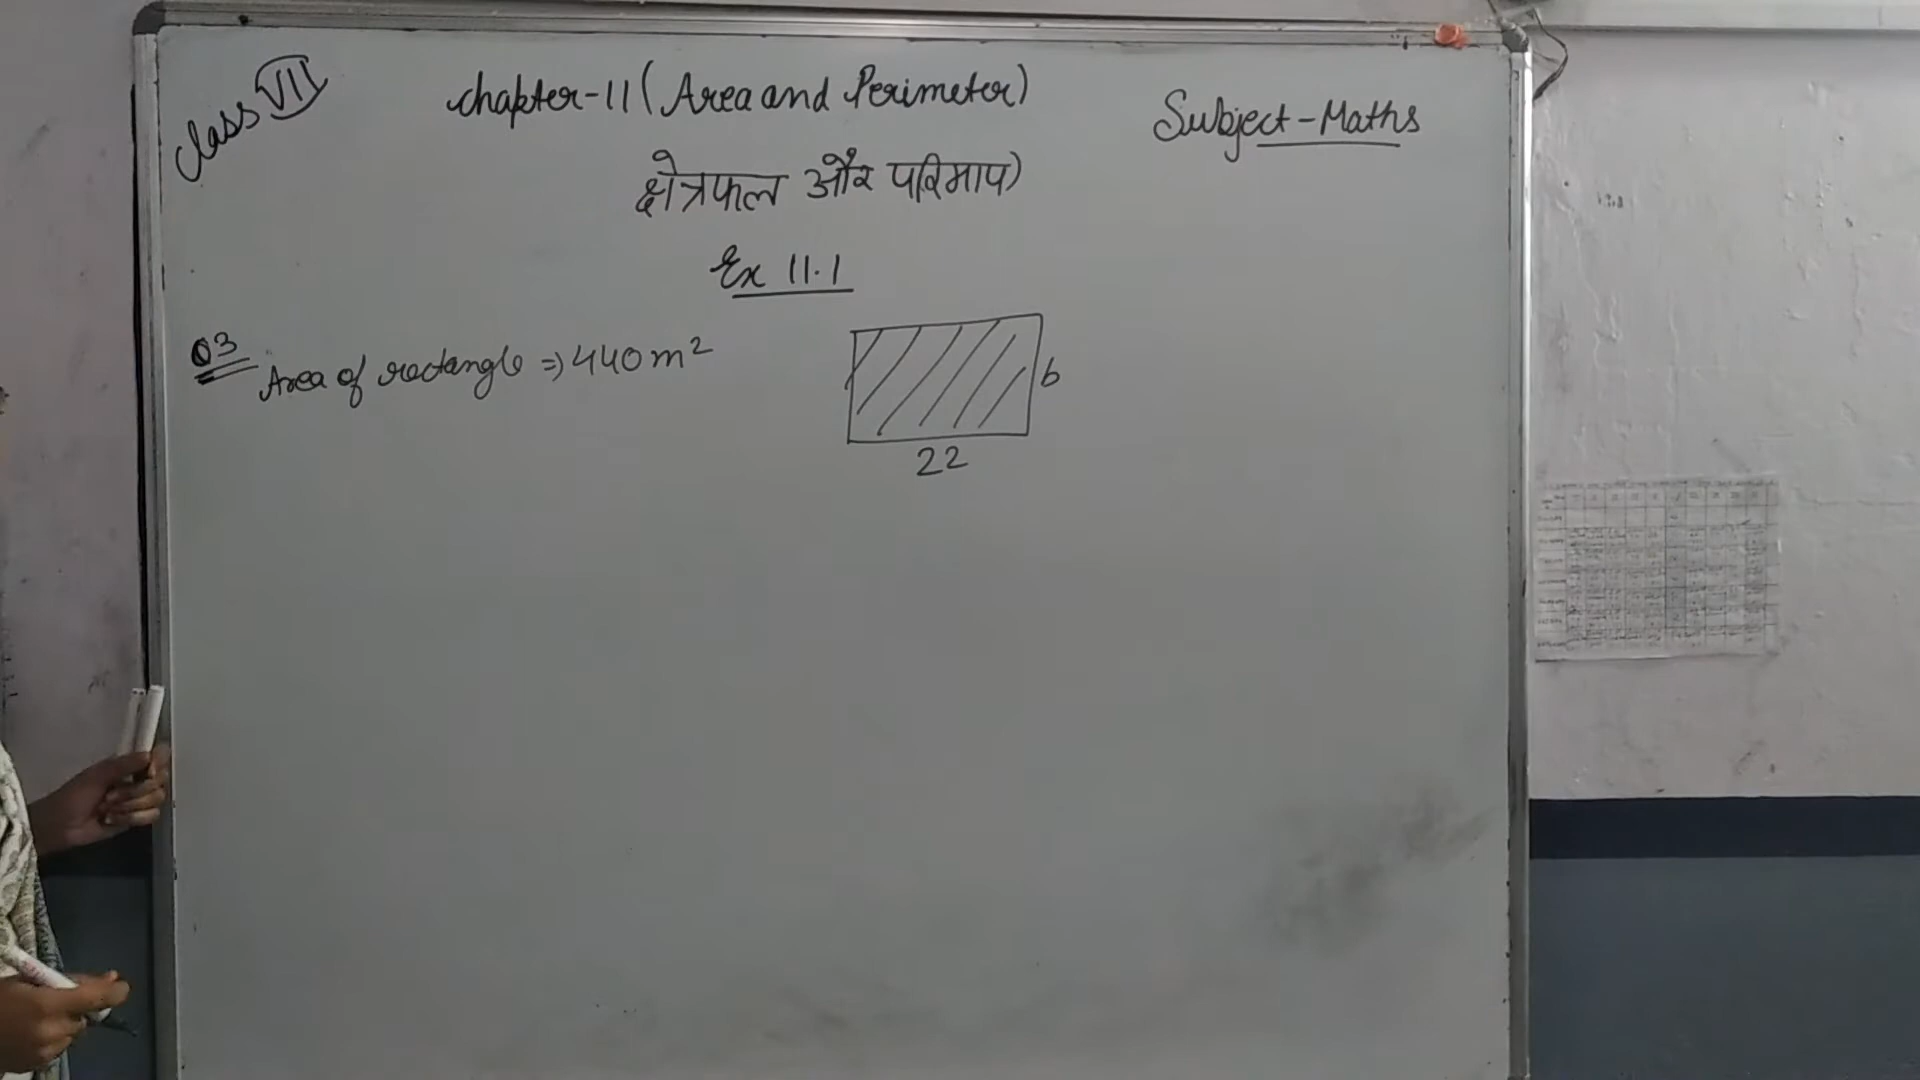 Class VII
Chapter-11 (Area and Perimeter)
Subject-Maths
क्षेत्रफल और परिमाप)
Ex 11.1
Q3
Area of rectangle ⇒ 440 m²
b
22